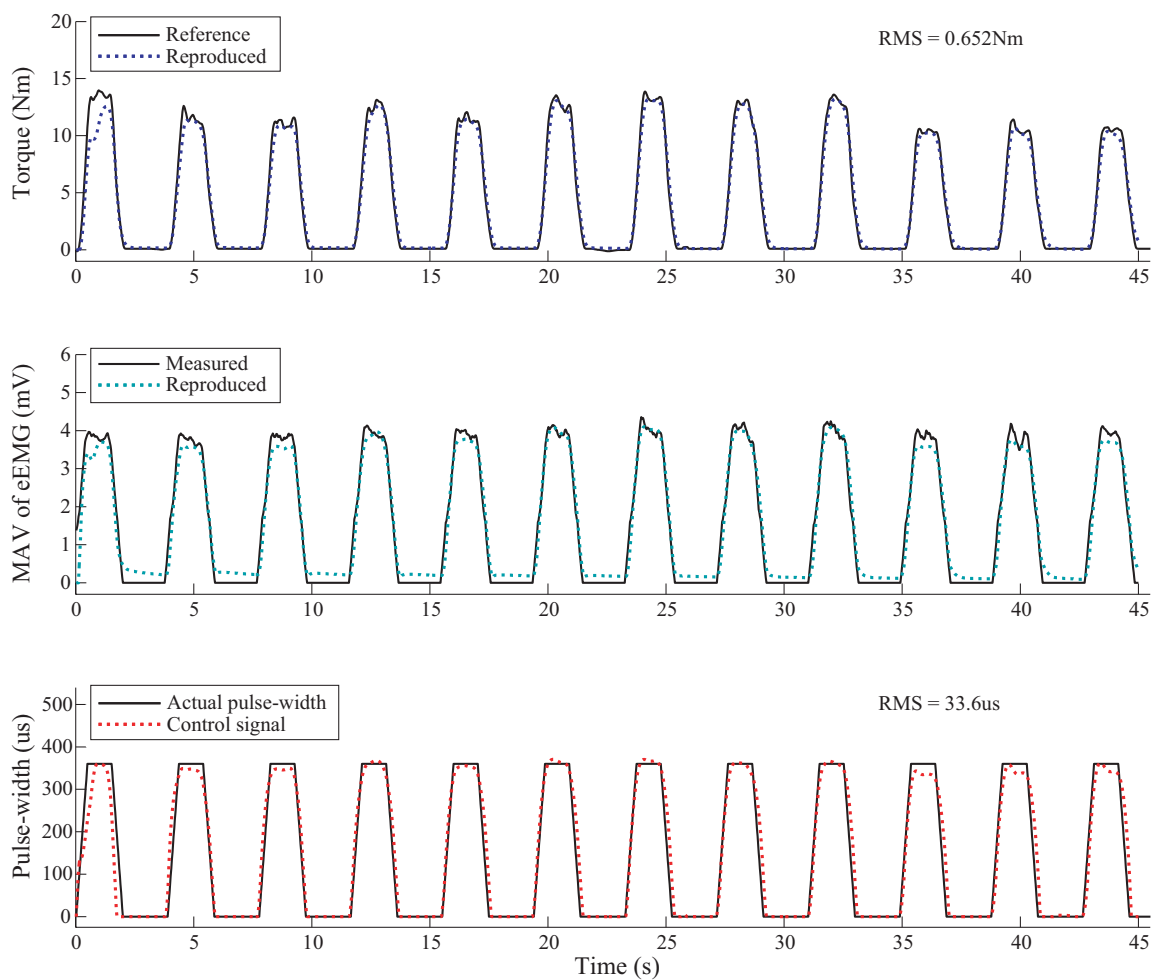 20
15
10
5
0
Torque (Nm)
Reference
Reproduced
RMS = 0.652Nm
0 5 10 15 20 25 30 35 40 45
6
5
4
3
2
1
0
MAV of eEMG (mV)
Measured
Reproduced
0 5 10 15 20 25 30 35 40 45
500
400
300
200
100
0
Pulse-width (us)
Actual pulse-width
Control signal
RMS = 33.6us
0 5 10 15 20 25 30 35 40 45
Time (s)